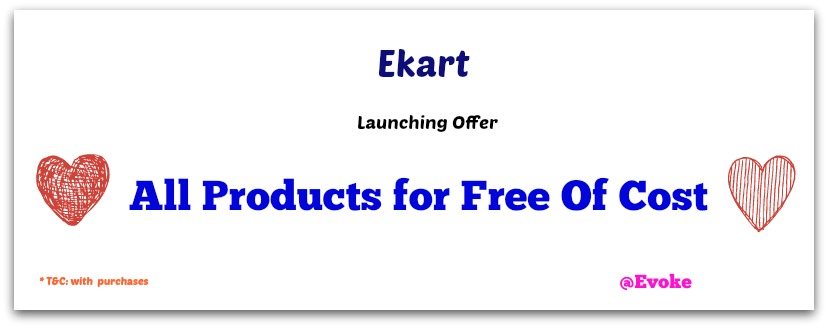 Ekart
Launching Offer
All Products for Free Of Cost
* T&C: with purchases
@Evoke